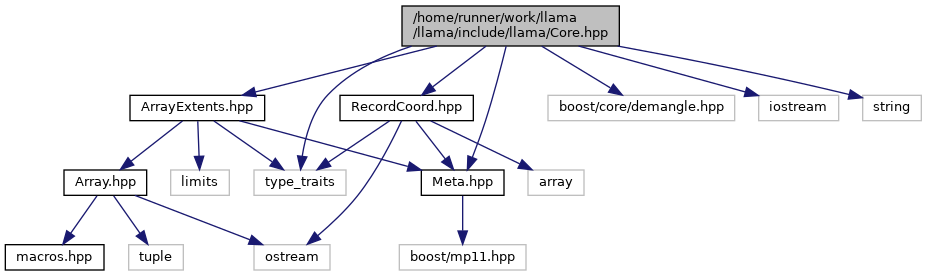 /home/runner/work/llama
/llama/include/llama/Core.hpp
ArrayExtents.hpp
RecordCoord.hpp
boost/core/demangle.hpp
iostream
string
Array.hpp
limits
type_traits
Meta.hpp
array
macros.hpp
tuple
ostream
boost/mp11.hpp